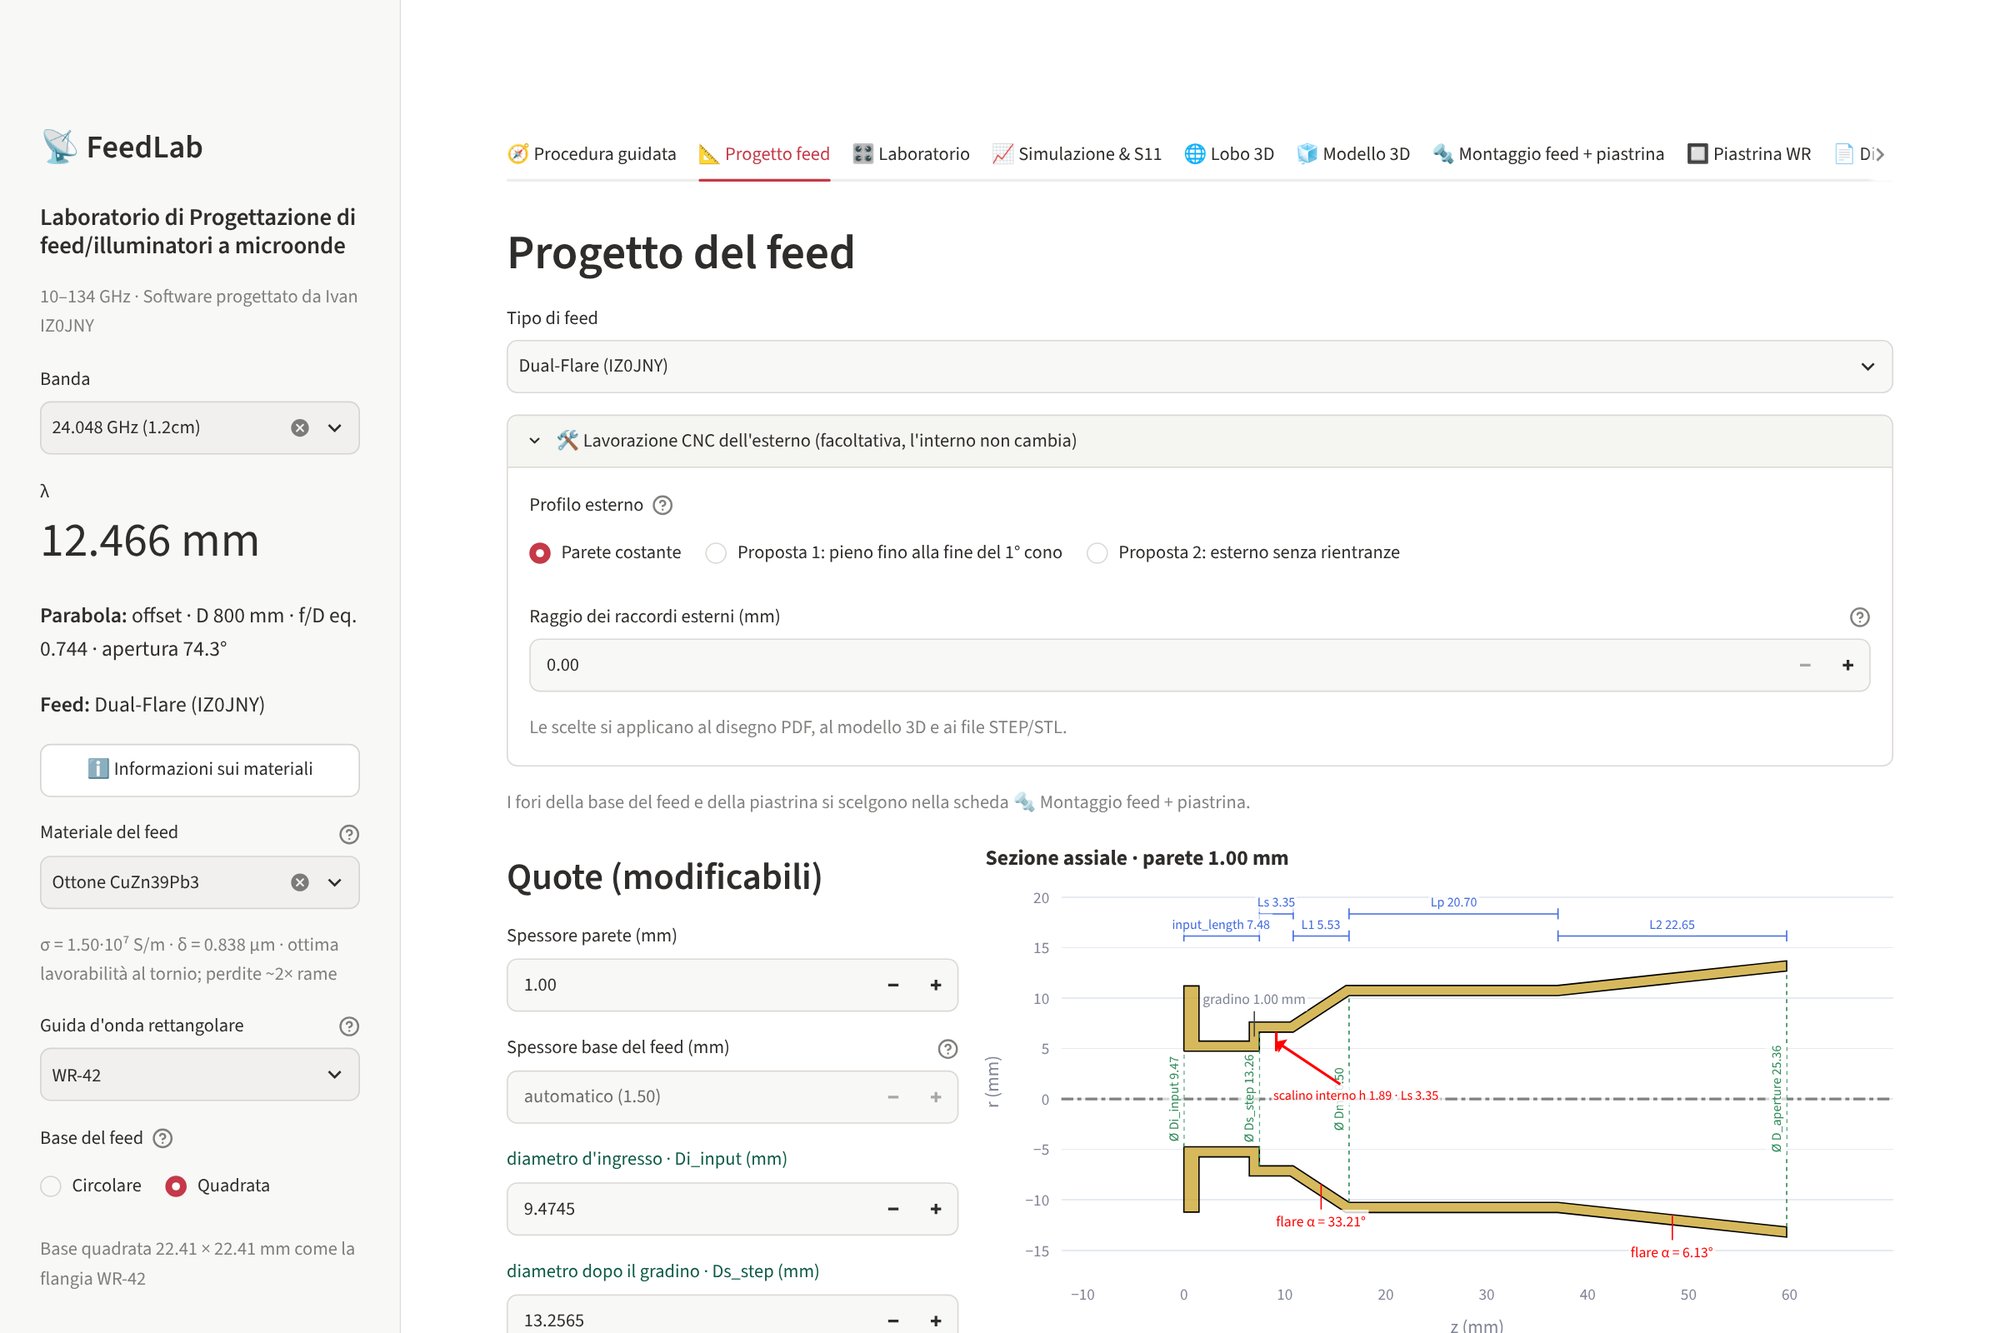 📡 FeedLab
Laboratorio di Progettazione di
feed/illuminatori a microonde
10–134 GHz · Software progettato da Ivan
IZ0JNY
Banda
24.048 GHz (1.2cm)
λ
12.466 mm
Parabola: offset · D 800 mm · f/D eq.
0.744 · apertura 74.3°
Feed: Dual-Flare (IZ0JNY)
ℹ️ Informazioni sui materiali
Materiale del feed
Ottone CuZn39Pb3
σ = 1.50·10⁷ S/m · δ = 0.838 µm · ottima
lavorabilità al tornio; perdite ~2× rame
Guida d'onda rettangolare
WR-42
Base del feed
Circolare
Quadrata
Base quadrata 22.41 × 22.41 mm come la
flangia WR-42
🧭 Procedura guidata
📐 Progetto feed
🎛️ Laboratorio
📈 Simulazione & S11
🌐 Lobo 3D
🧊 Modello 3D
🔩 Montaggio feed + piastrina
🔲 Piastrina WR
📄 Di
Progetto del feed
Tipo di feed
Dual-Flare (IZ0JNY)
🛠️ Lavorazione CNC dell'esterno (facoltativa, l'interno non cambia)
Profilo esterno
Parete costante
Proposta 1: pieno fino alla fine del 1° cono
Proposta 2: esterno senza rientranze
Raggio dei raccordi esterni (mm)
0.00
Le scelte si applicano al disegno PDF, al modello 3D e ai file STEP/STL.
I fori della base del feed e della piastrina si scelgono nella scheda 🔩 Montaggio feed + piastrina.
Quote (modificabili)
Spessore parete (mm)
1.00
Spessore base del feed (mm)
automatico (1.50)
diametro d'ingresso · Di_input (mm)
9.4745
diametro dopo il gradino · Ds_step (mm)
13.2565
Sezione assiale · parete 1.00 mm
Ls 3.35
Lp 20.70
input_length 7.48
L1 5.53
L2 22.65
gradino 1.00 mm
scalino interno h 1.89 · Ls 3.35
Ø Di_input 9.47
Ø Ds_step 13.26
Ø Dn
50
Ø D_aperture 25.36
flare α = 33.21°
flare α = 6.13°
r (mm)
20
15
10
5
0
−5
−10
−15
−10
0
10
20
30
40
50
60
z (mm)